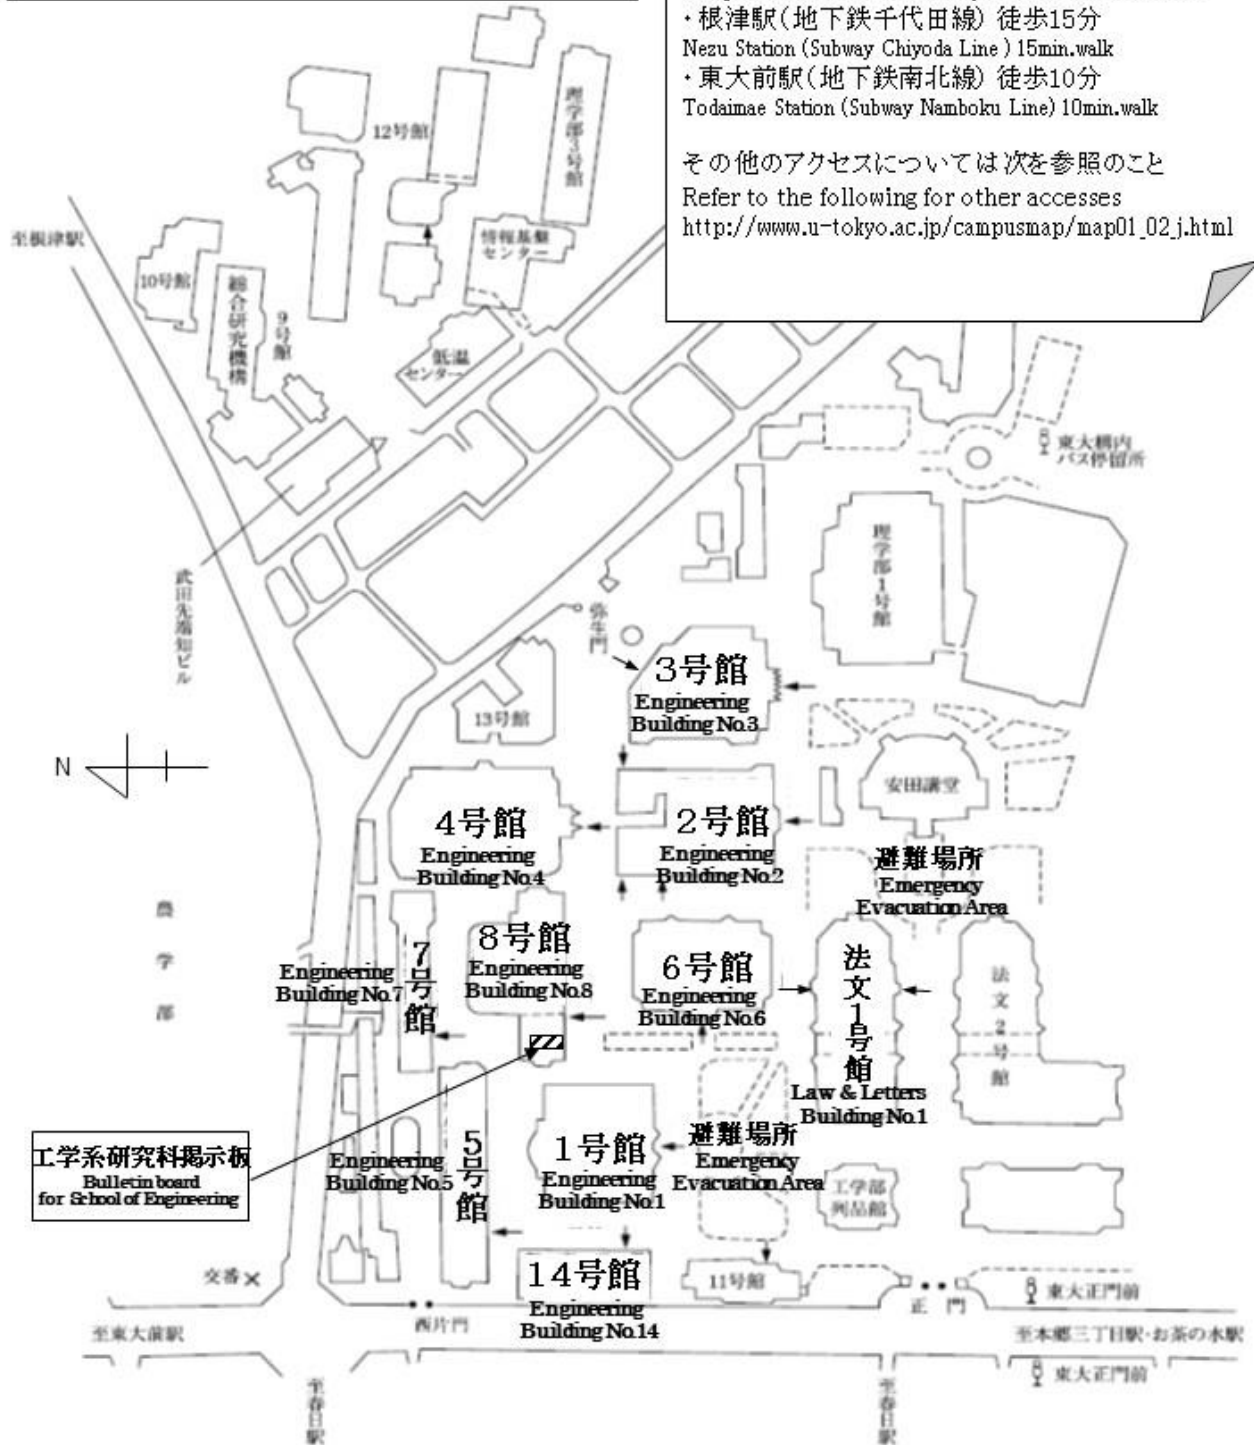 ・根津駅(地下鉄千代田線) 徒歩15分
Nezu Station (Subway Chiyoda Line ) 15min.walk
・東大前駅(地下鉄南北線) 徒歩10分
Todaimae Station (Subway Namboku Line) 10min.walk
その他のアクセスについては次を参照のこと
Refer to the following for other accesses
http://www.u-tokyo.ac.jp/campusmap/map01_02_j.html
理学部3号館
12号館
至根津駅
情報基盤
センター
10号館
総合研究機構
9号館
低温
センター
東大構内
バス停留所
理学部1号館
武田先端知ビル
弥生門
3号館
Engineering
Building No.3
13号館
N
安田講堂
4号館
Engineering
Building No.4
2号館
Engineering
Building No.2
避難場所
Emergency
Evacuation Area
農学部
7号館
Engineering
Building No.7
8号館
Engineering
Building No.8
6号館
Engineering
Building No.6
法文1号館
Law & Letters
Building No.1
法文2号館
工学系研究科掲示板
Bulletin board
for School of Engineering
5号館
Engineering
Building No.5
1号館
Engineering
Building No.1
避難場所
Emergency
Evacuation Area
工学部
列品館
交番
14号館
Engineering
Building No.14
11号館
正門
東大正門前
至東大前駅
西片門
至本郷三丁目駅・お茶の水駅
東大正門前
至春日駅
至春日駅